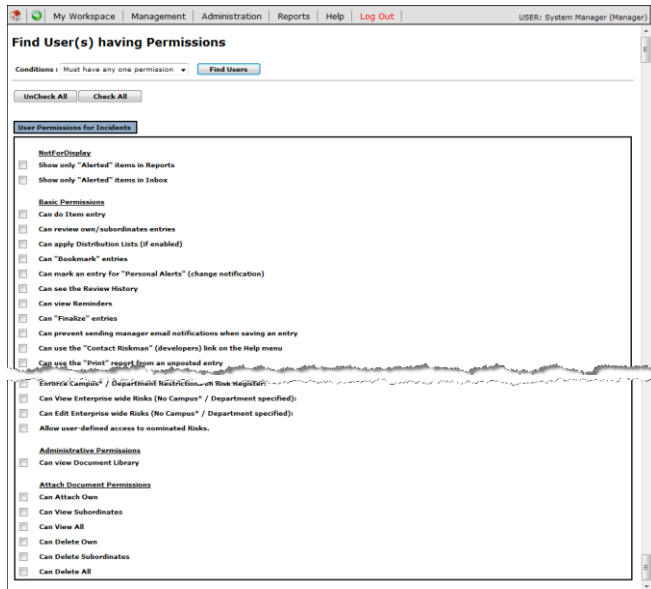 My Workspace | Management | Administration | Reports | Help | Log Out | USER: System Manager (Manager)
Find User(s) having Permissions
Conditions : Must have any one permission Find Users
UnCheck All Check All
User Permissions for Incidents
NotForDisplay
Show only "Alerted" items in Reports
Show only "Alerted" items in Inbox
Basic Permissions
Can do Item entry
Can review own/subordinates entries
Can apply Distribution Lists (if enabled)
Can "Bookmark" entries
Can mark an entry for "Personal Alerts" (change notification)
Can see the Review History
Can view Reminders
Can "Finalize" entries
Can prevent sending manager email notifications when saving an entry
Can use the "Contact Riskman" (developers) link on the Help menu
Can use the "Print" report from an unposted entry
Enforce Campus* / Department Restrictions on Risk Register:
Can View Enterprise wide Risks (No Campus* / Department specified):
Can Edit Enterprise wide Risks (No Campus* / Department specified):
Allow user-defined access to nominated Risks.
Administrative Permissions
Can view Document Library
Attach Document Permissions
Can Attach Own
Can View Subordinates
Can View All
Can Delete Own
Can Delete Subordinates
Can Delete All